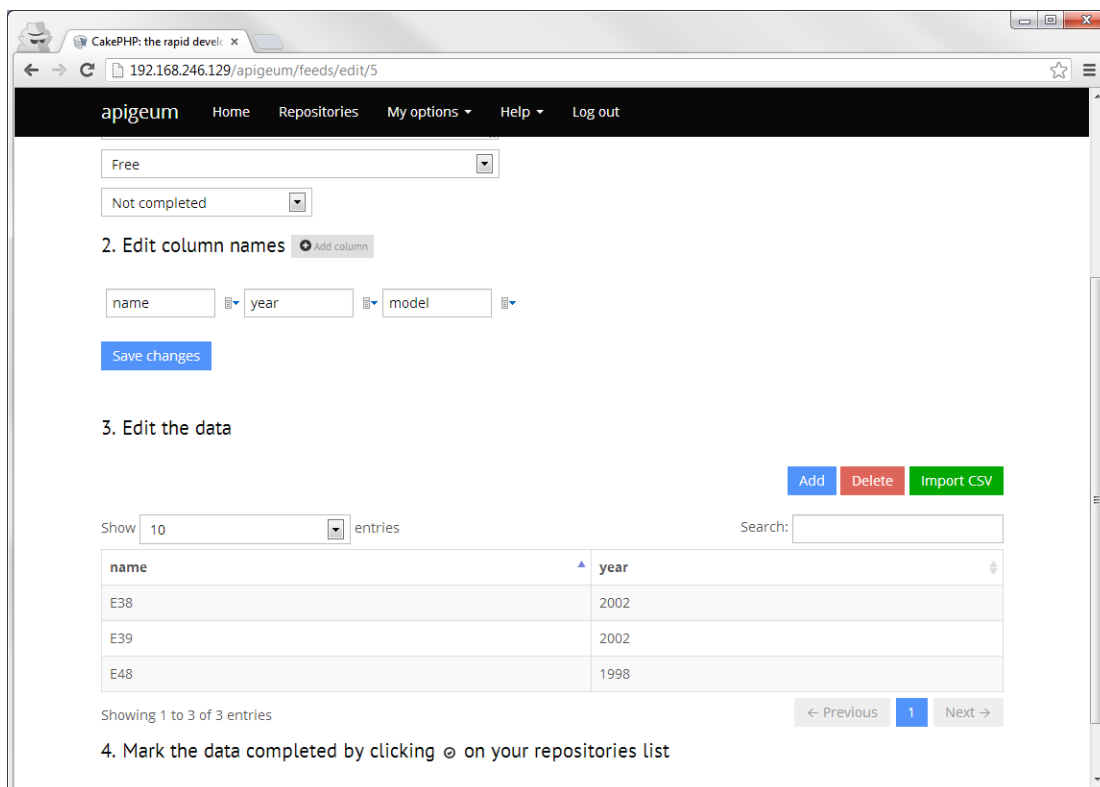 CakePHP: the rapid develo
192.168.246.129/apigeum/feeds/edit/5
apigeum Home Repositories My options Help Log out
Free
Not completed
2. Edit column names Add column
name year model
Save changes
3. Edit the data
Add Delete Import CSV
Show 10 entries Search:
name year
E38 2002
E39 2002
E48 1998
Showing 1 to 3 of 3 entries ← Previous 1 Next →
4. Mark the data completed by clicking on your repositories list